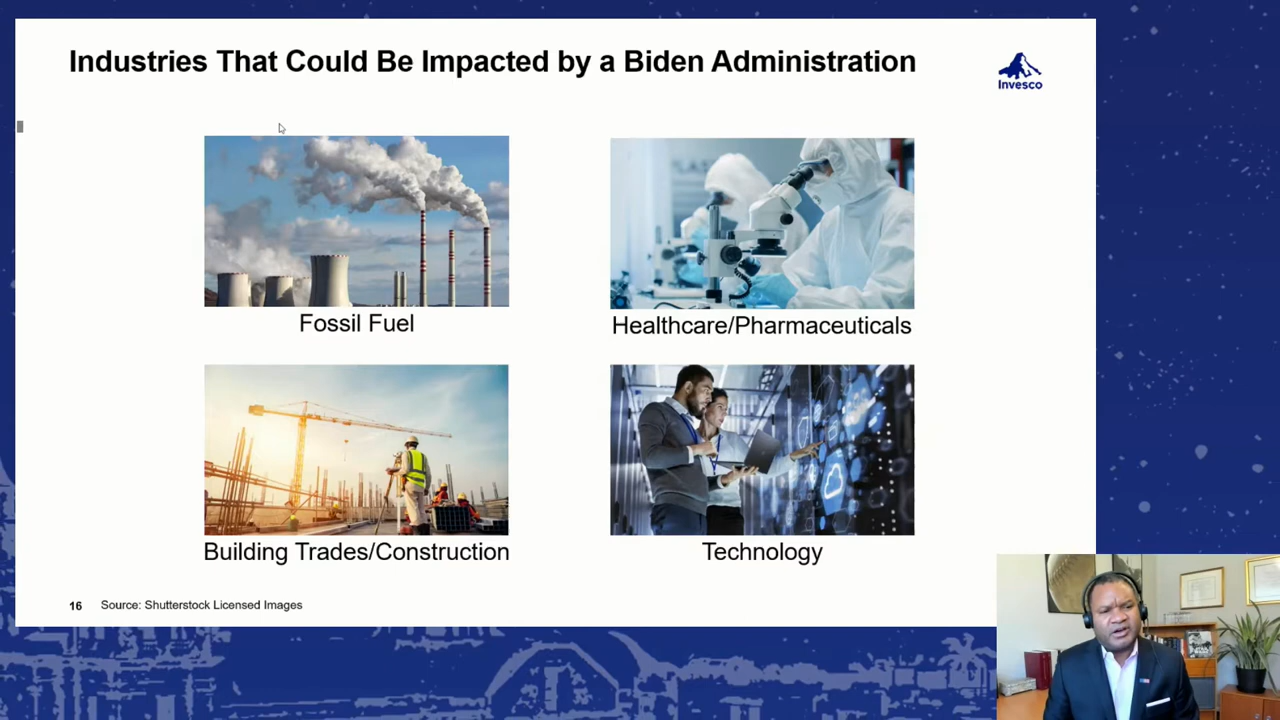 Industries That Could Be Impacted by a Biden Administration
Invesco
Fossil Fuel
Healthcare/Pharmaceuticals
Building Trades/Construction
Technology
16 Source: Shutterstock Licensed Images